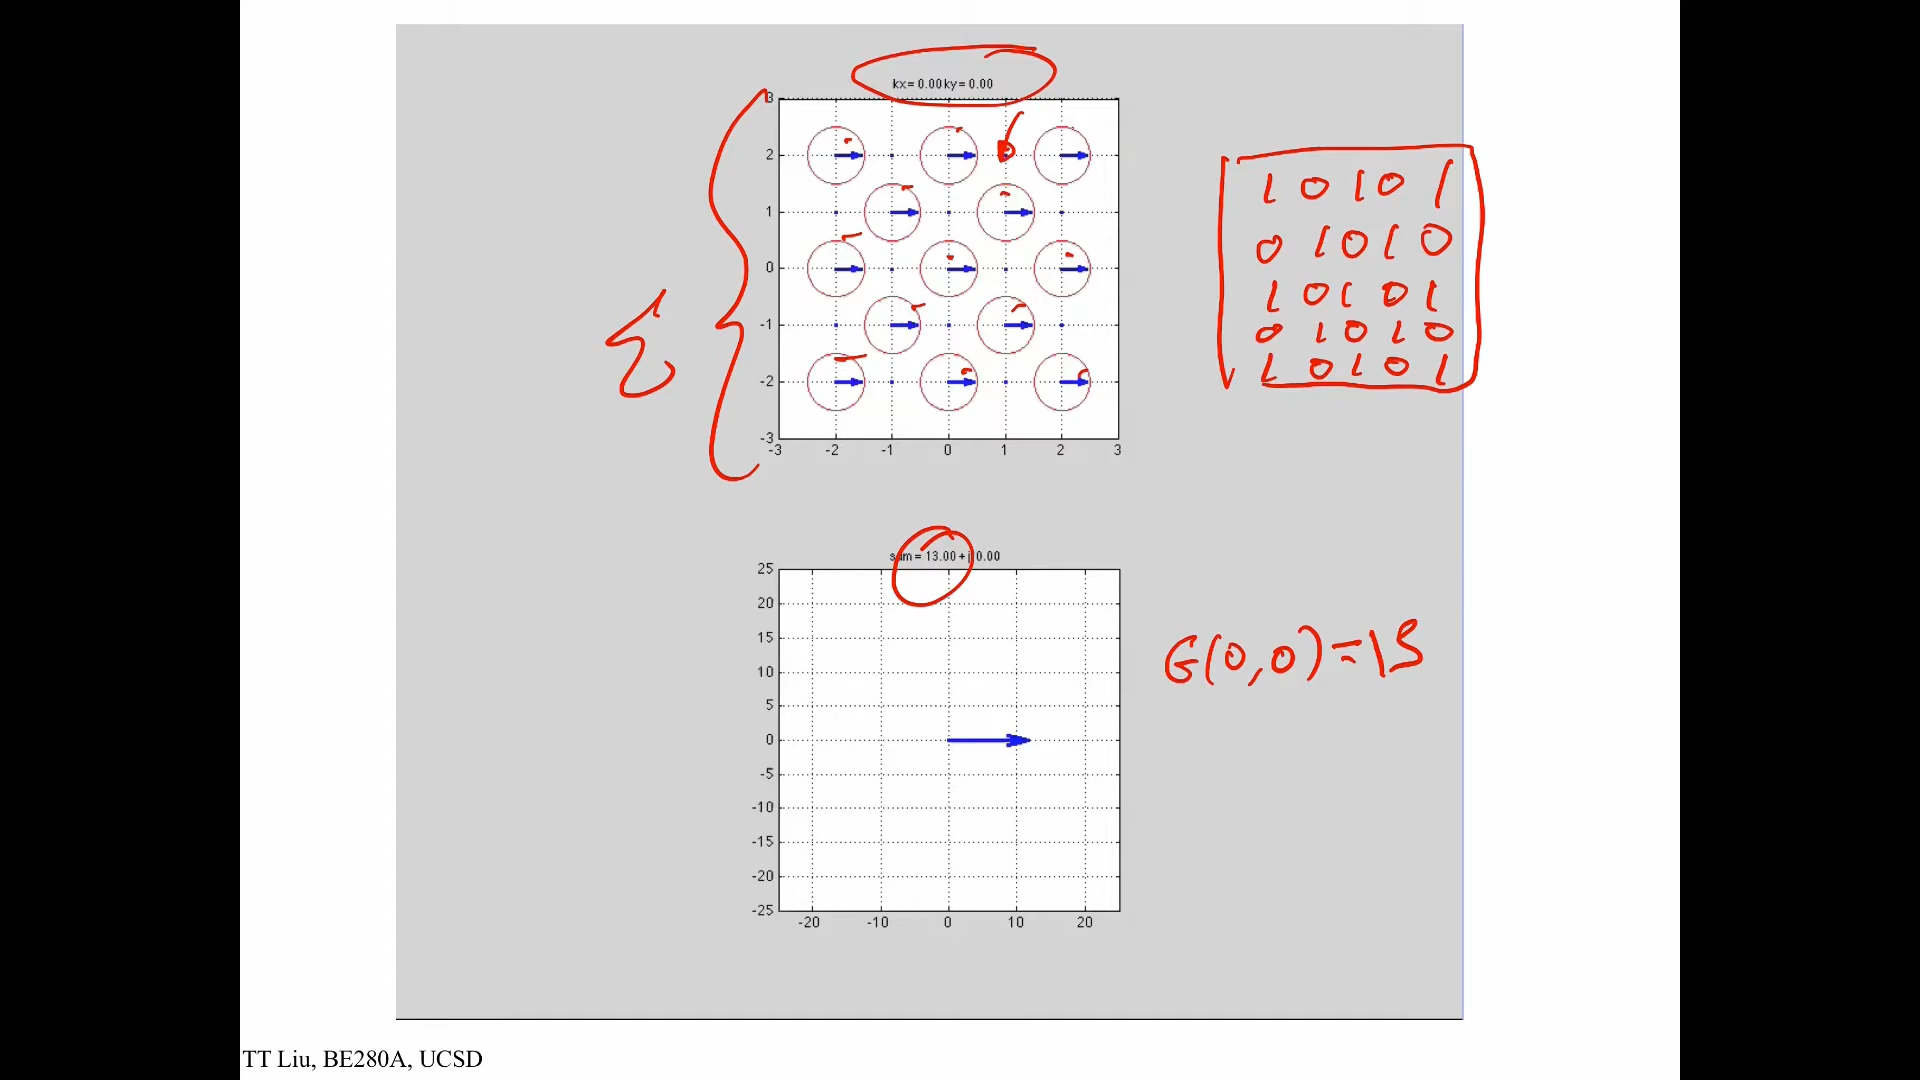 kx= 0.00 ky = 0.00
3
2
1
0
-1
-2
-3
-3 -2 -1 0 1 2 3
Σ
1 0 1 0 1
0 1 0 1 0
1 0 1 0 1
0 1 0 1 0
1 0 1 0 1
sum = 13.00 + j 0.00
25
20
15
10
5
0
-5
-10
-15
-20
-25
-20 -10 0 10 20
G(0,0)=13
TT Liu, BE280A, UCSD